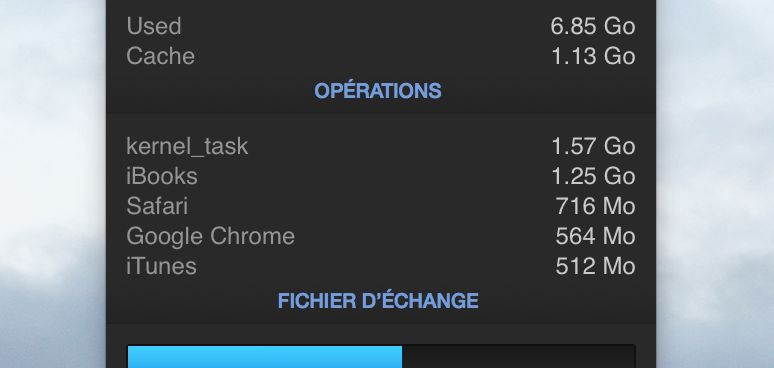 Used 6.85 Go
Cache 1.13 Go
OPÉRATIONS
kernel_task 1.57 Go
iBooks 1.25 Go
Safari 716 Mo
Google Chrome 564 Mo
iTunes 512 Mo
FICHIER D’ÉCHANGE